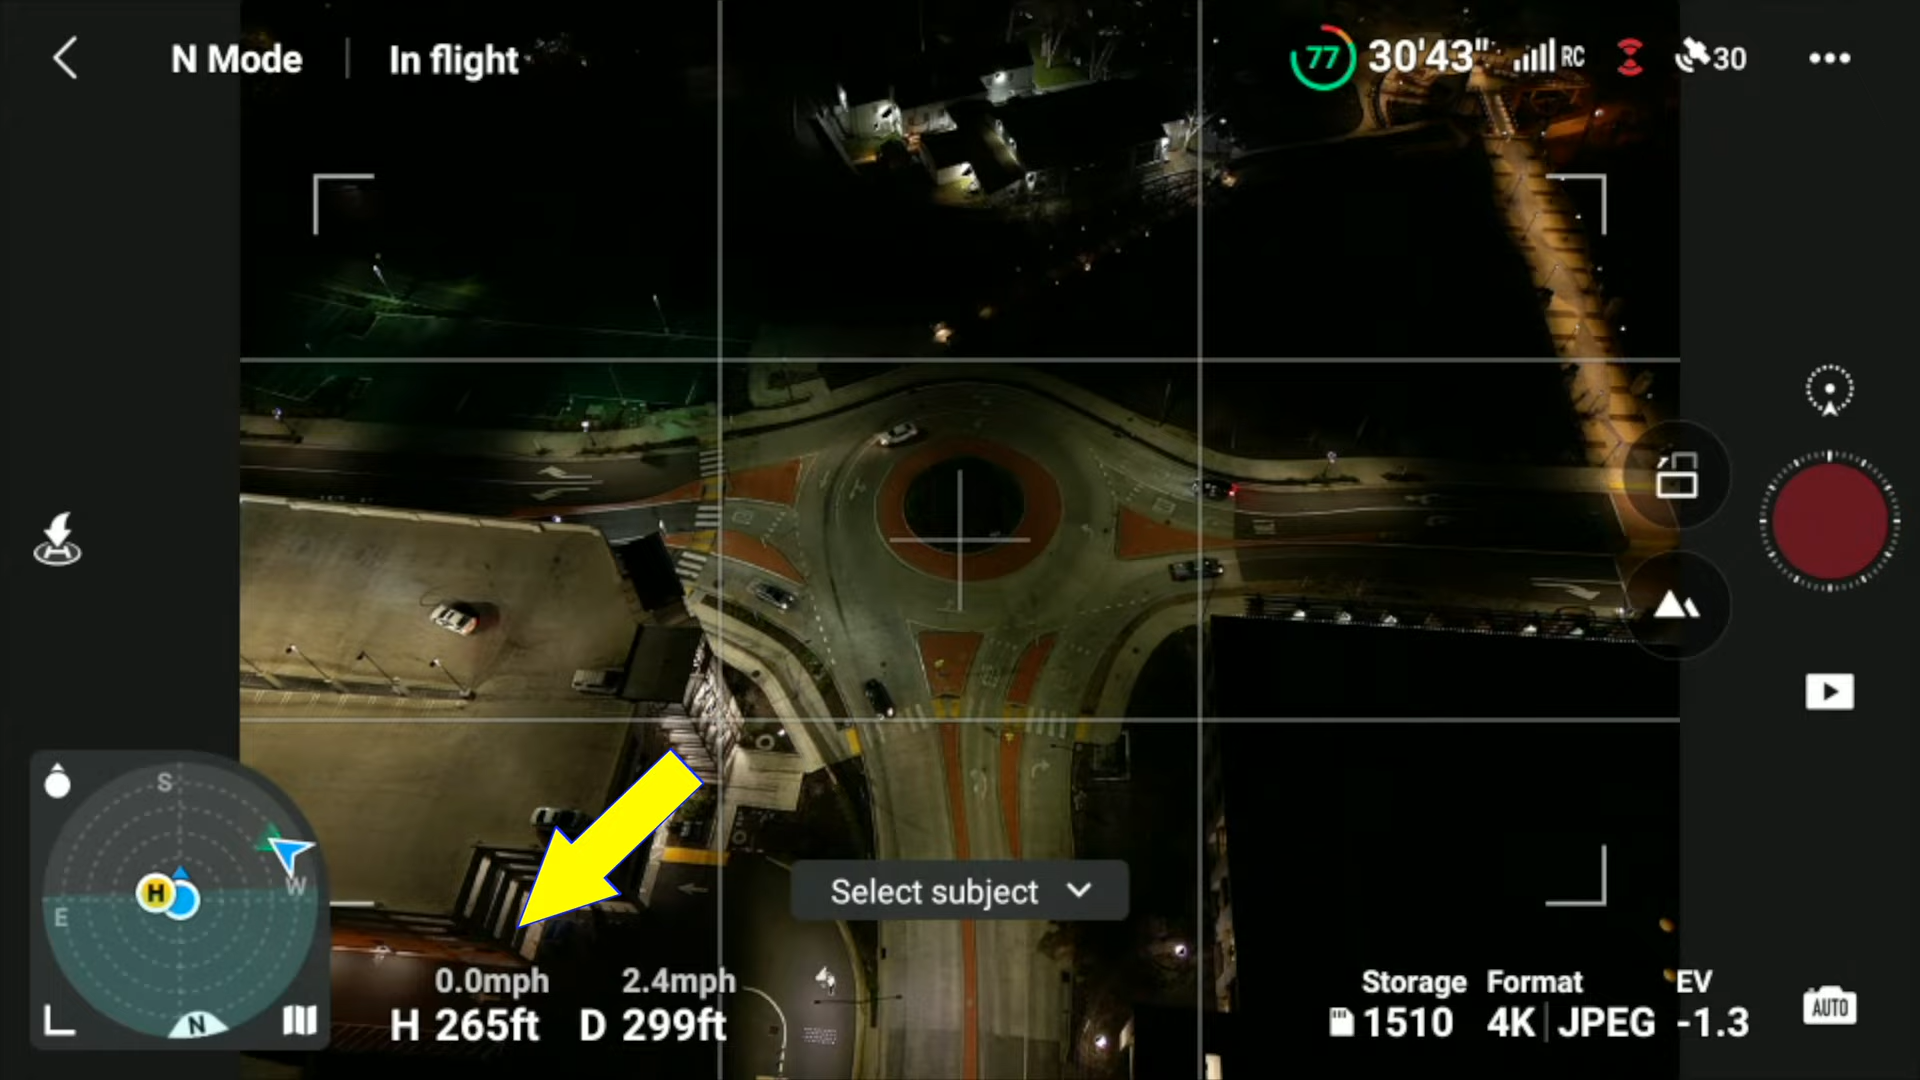 N Mode | In flight
77 30'43" RC 30
S
W
H
E
N
Select subject
0.0mph 2.4mph
H 265ft D 299ft
Storage Format EV
1510 4K | JPEG -1.3
AUTO